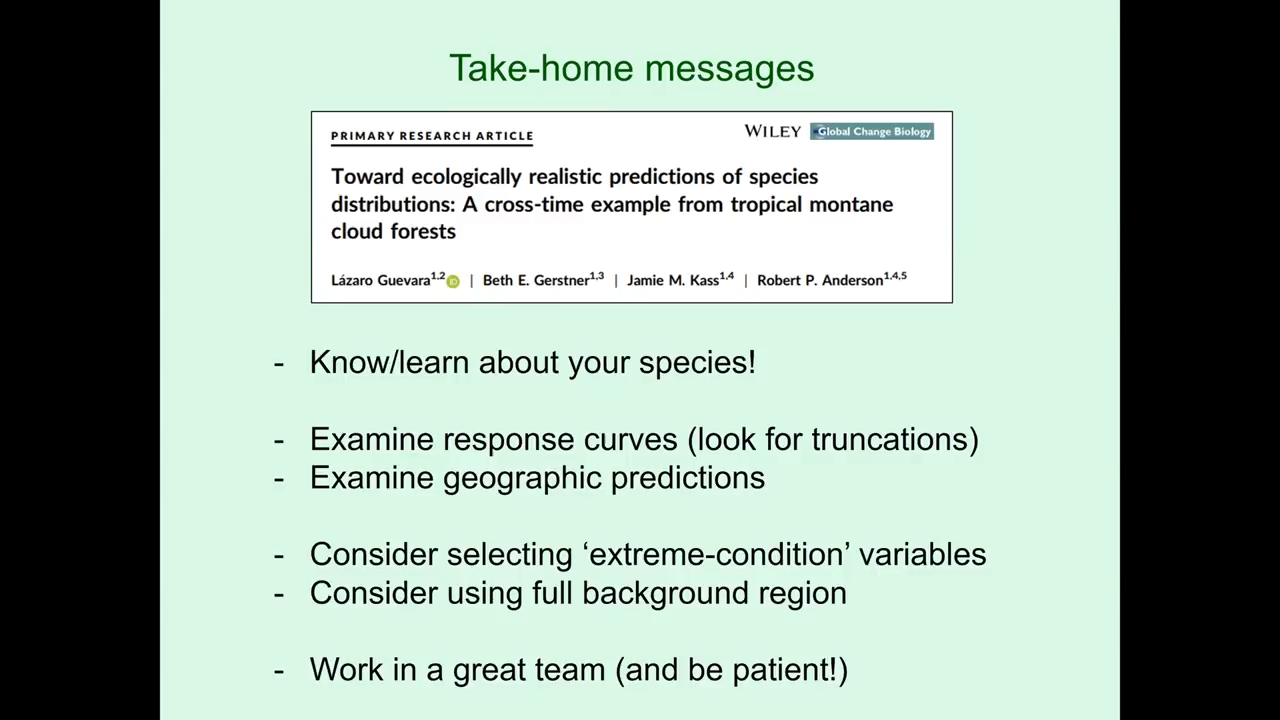 Take-home messages
PRIMARY RESEARCH ARTICLE
WILEY Global Change Biology
Toward ecologically realistic predictions of species
distributions: A cross-time example from tropical montane
cloud forests
Lázaro Guevara1,2 iD | Beth E. Gerstner1,3 | Jamie M. Kass1,4 | Robert P. Anderson1,4,5
- Know/learn about your species!
- Examine response curves (look for truncations)
- Examine geographic predictions
- Consider selecting ‘extreme-condition’ variables
- Consider using full background region
- Work in a great team (and be patient!)